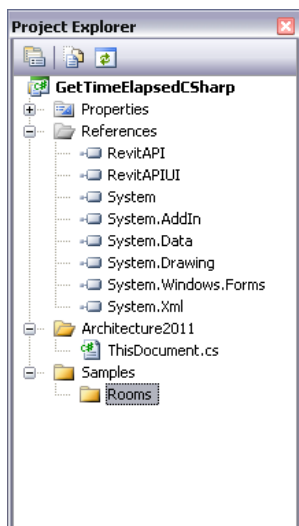 Project Explorer
GetTimeElapsedCSharp
Properties
References
RevitAPI
RevitAPIUI
System
System.AddIn
System.Data
System.Drawing
System.Windows.Forms
System.Xml
Architecture2011
ThisDocument.cs
Samples
Rooms